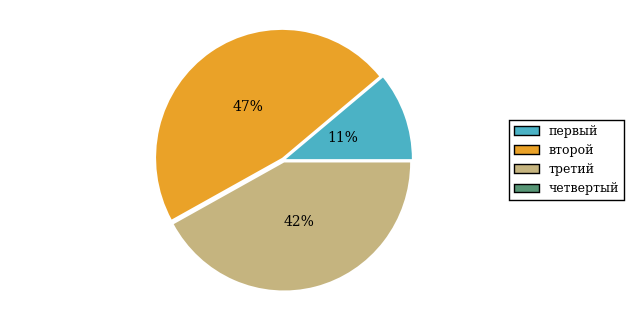 47%
11%
42%
первый
второй
третий
четвертый